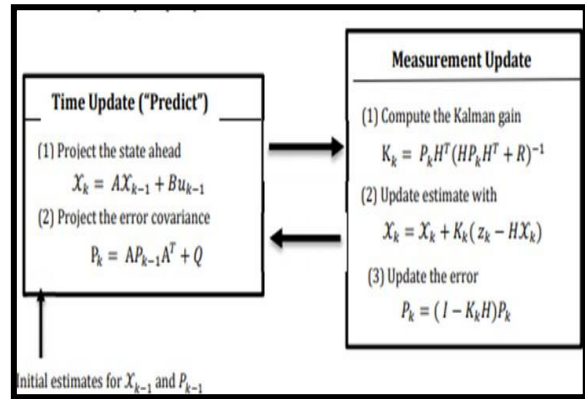 Time Update ("Predict")
(1) Project the state ahead
X_k = AX_{k-1} + Bu_{k-1}
(2) Project the error covariance
P_k = AP_{k-1}A^T + Q
Initial estimates for X_{k-1} and P_{k-1}
Measurement Update
(1) Compute the Kalman gain
K_k = P_kH^T(HP_kH^T + R)^{-1}
(2) Update estimate with
X_k = X_k + K_k(z_k − HX_k)
(3) Update the error
P_k = (I − K_kH)P_k